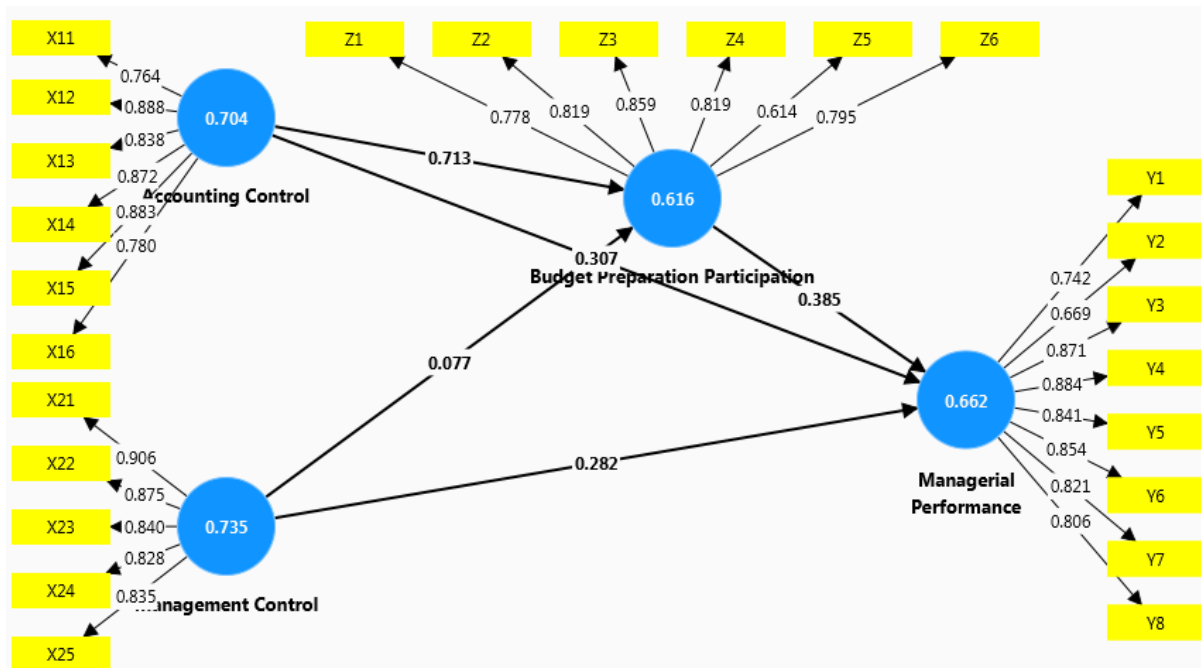 X11
X12
X13
X14
X15
X16
0.764
0.888
0.838
0.872
0.883
0.780
0.704
Accounting Control
Z1
Z2
Z3
Z4
Z5
Z6
0.778
0.819
0.859
0.819
0.614
0.795
0.713
0.616
Budget Preparation Participation
0.307
0.385
0.077
0.282
X21
X22
X23
X24
X25
0.906
0.875
0.840
0.828
0.835
0.735
Management Control
0.662
Managerial
Performance
0.742
0.669
0.871
0.884
0.841
0.854
0.821
0.806
Y1
Y2
Y3
Y4
Y5
Y6
Y7
Y8